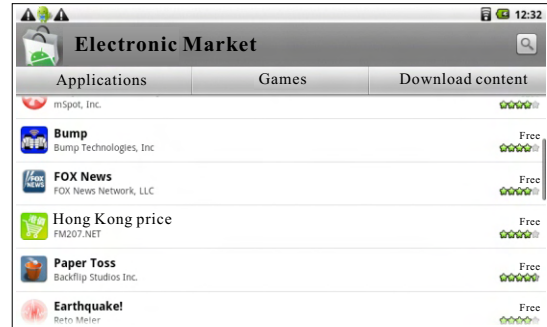 12:32
Electronic Market
Applications Games Download content
mSpot, Inc.
Bump Free
Bump Technologies, Inc
FOX News Free
FOX News Network, LLC
Hong Kong price Free
FM207.NET
Paper Toss Free
Backflip Studios Inc.
Earthquake! Free
Reto Meier